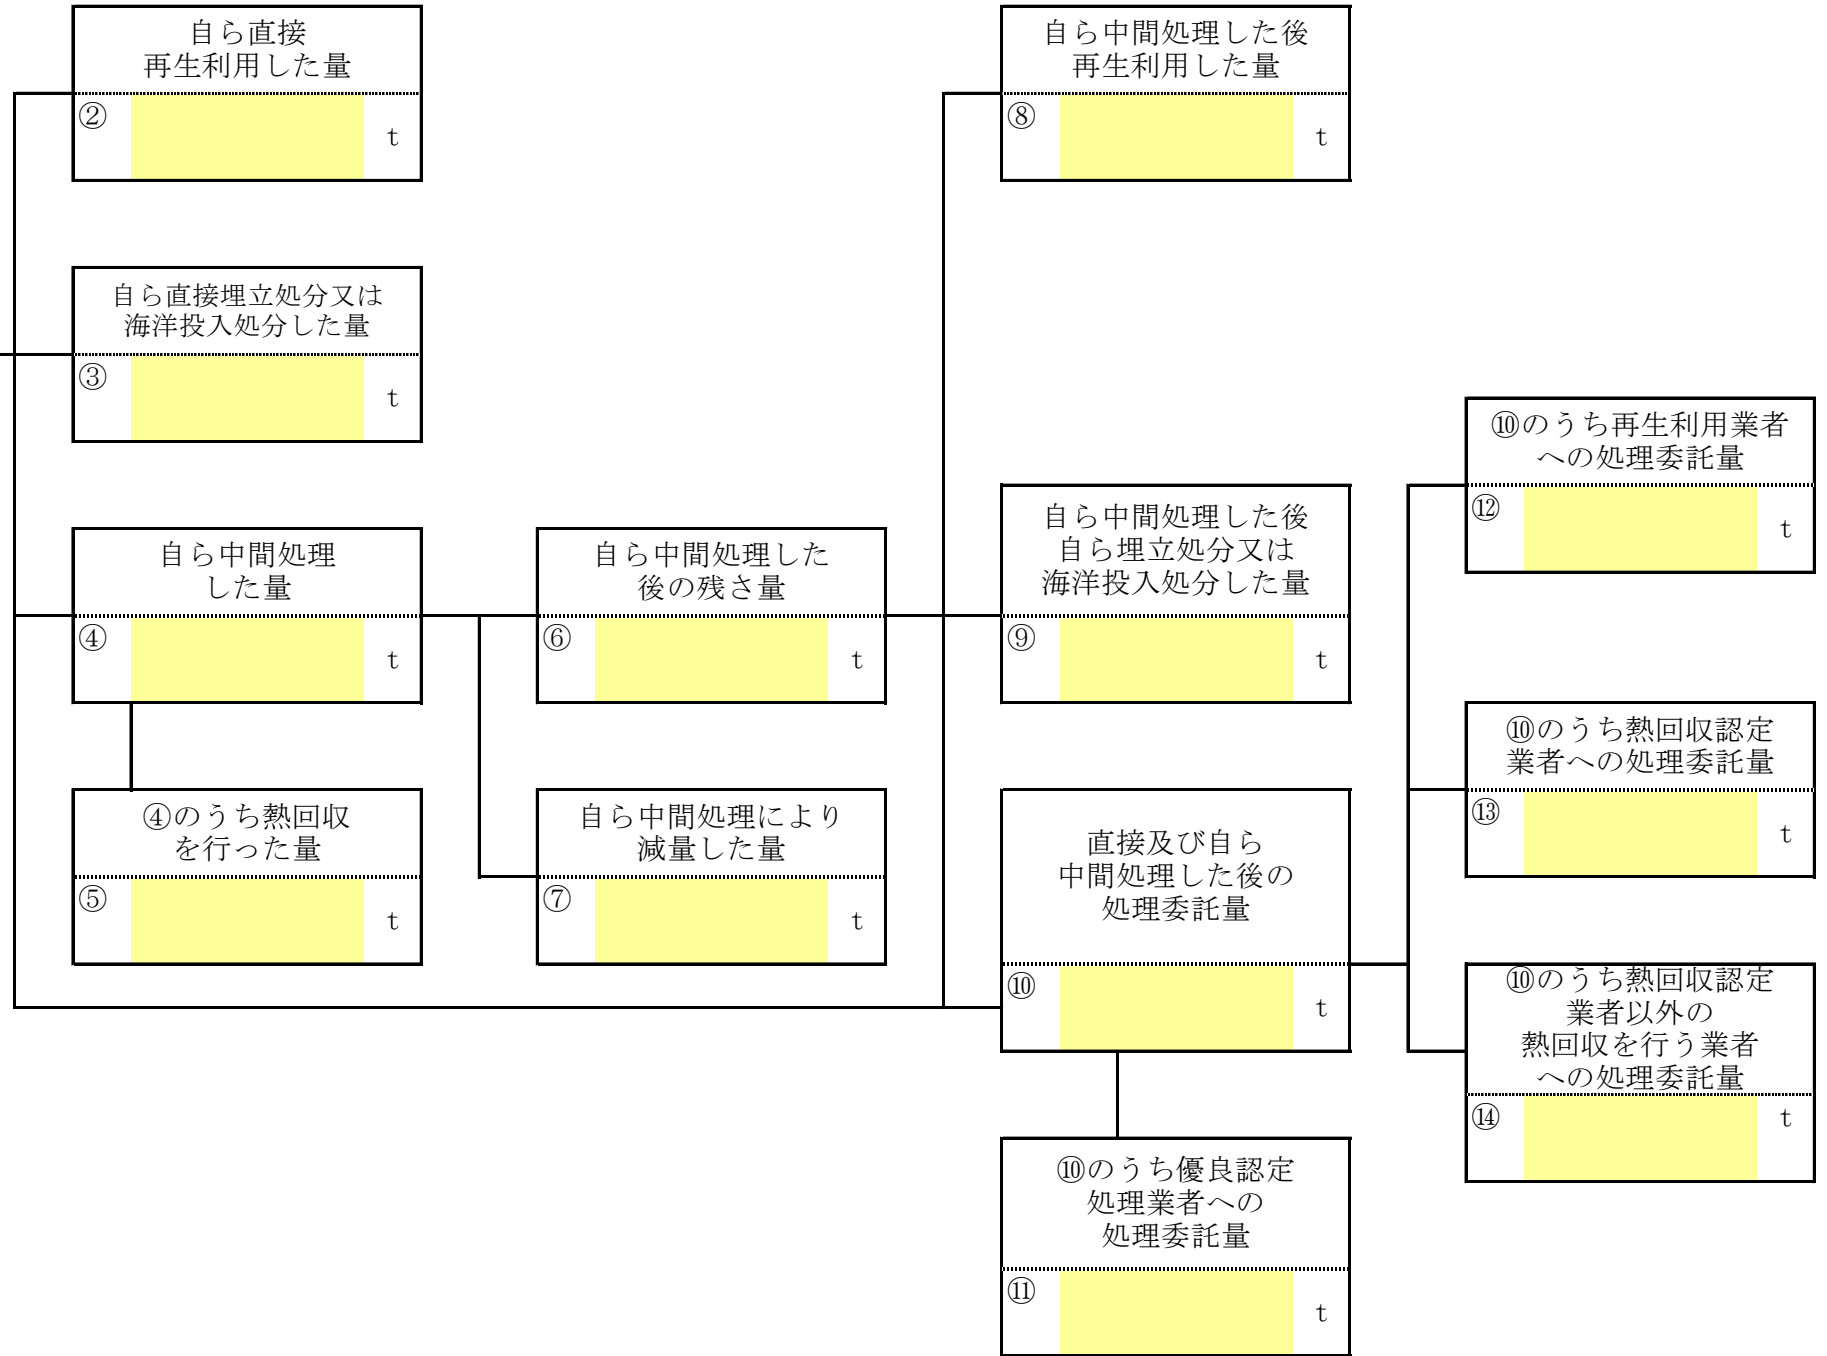 自ら直接
再生利用した量
②
t
自ら中間処理した後
再生利用した量
⑧
t
自ら直接埋立処分又は
海洋投入処分した量
③
t
自ら中間処理
した量
④
t
自ら中間処理した
後の残さ量
⑥
t
自ら中間処理した後
自ら埋立処分又は
海洋投入処分した量
⑨
t
⑩のうち再生利用業者
への処理委託量
⑫
t
④のうち熱回収
を行った量
⑤
t
自ら中間処理により
減量した量
⑦
t
直接及び自ら
中間処理した後の
処理委託量
⑩
t
⑩のうち熱回収認定
業者への処理委託量
⑬
t
⑩のうち熱回収認定
業者以外の
熱回収を行う業者
への処理委託量
⑭
t
⑩のうち優良認定
処理業者への
処理委託量
⑪
t